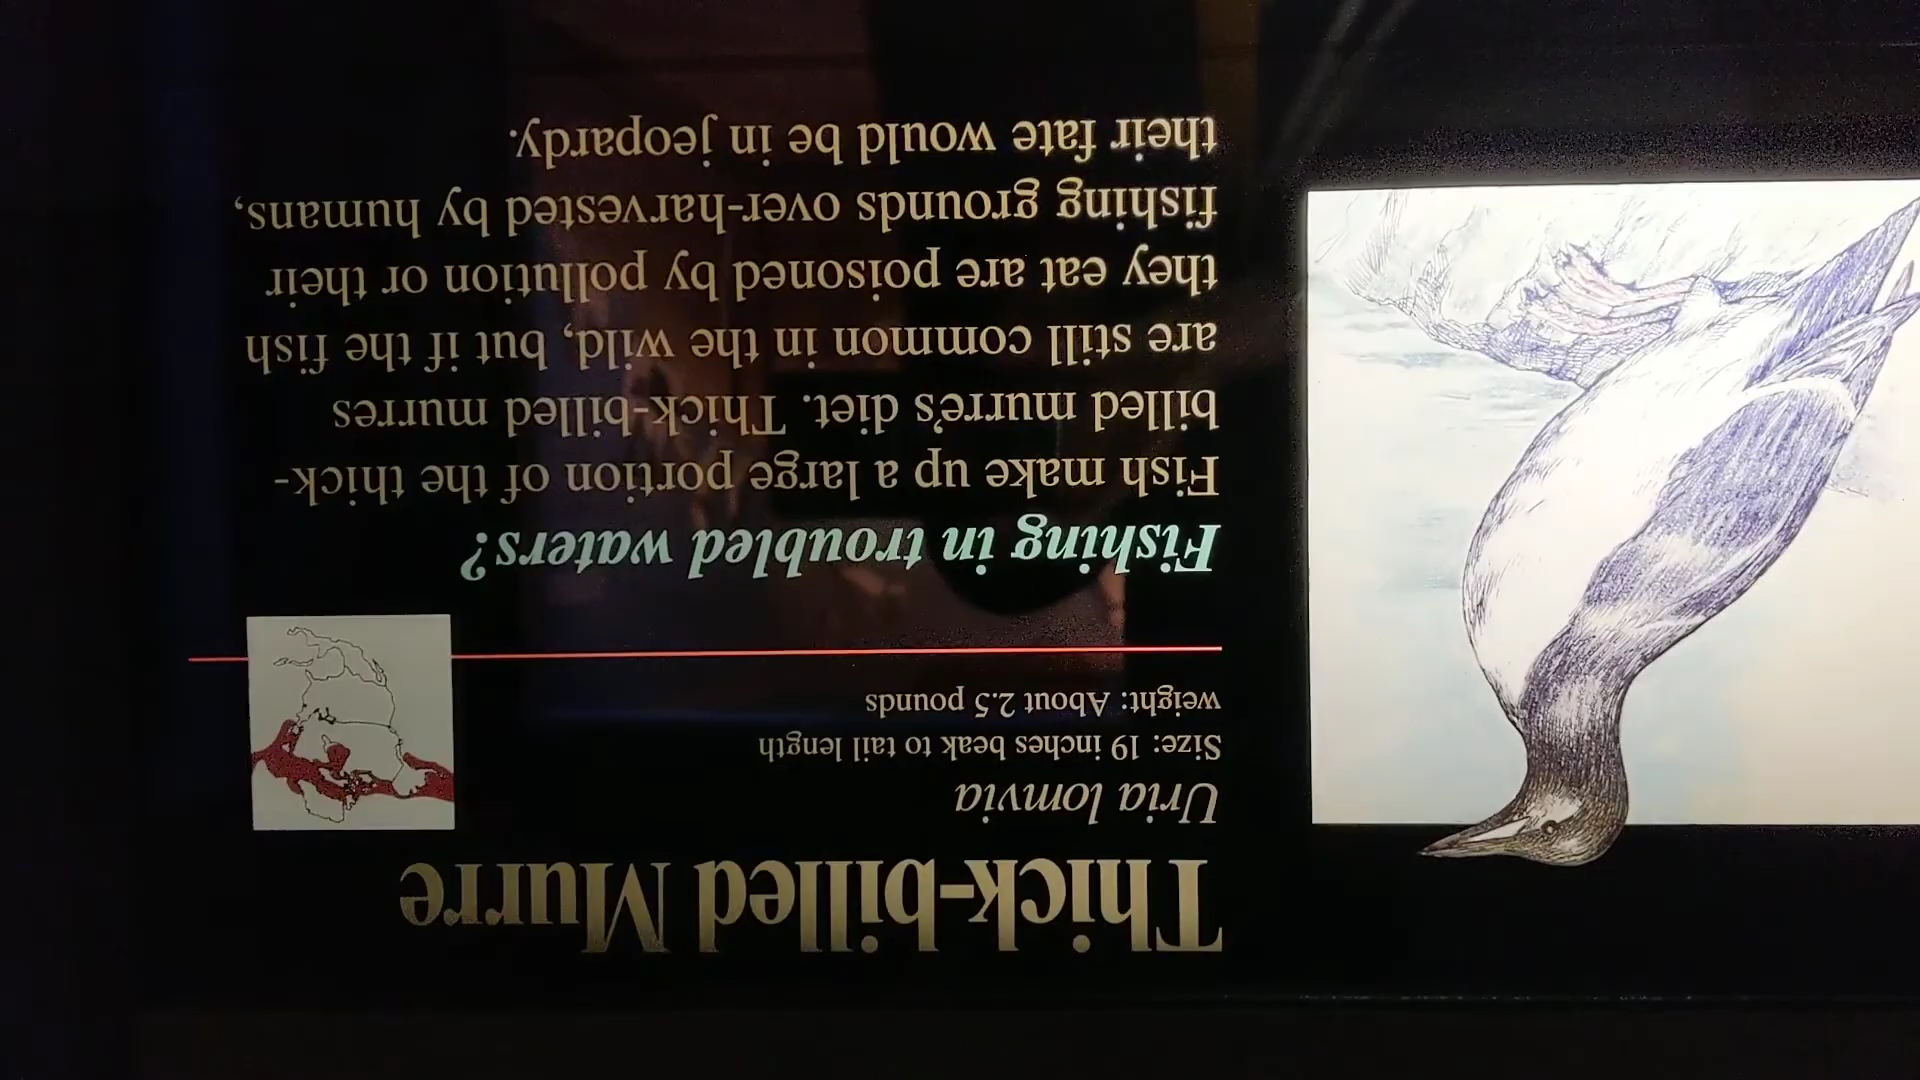 Thick-billed Murre
Uria lomvia
Size: 19 inches beak to tail length
weight: About 2.5 pounds
Fishing in troubled waters?
Fish make up a large portion of the thick-
billed murre's diet. Thick-billed murres
are still common in the wild, but if the fish
they eat are poisoned by pollution or their
fishing grounds over-harvested by humans,
their fate would be in jeopardy.